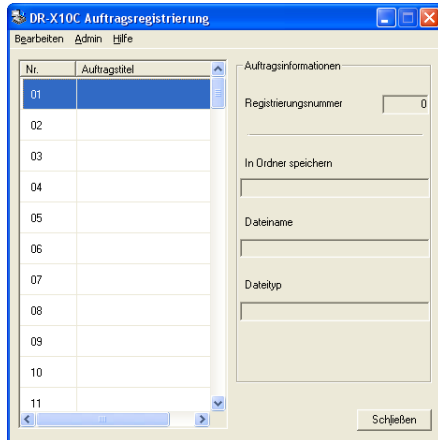 DR-X10C Auftragsregistrierung
Bearbeiten Admin Hilfe
Nr. Auftragstitel
01
02
03
04
05
06
07
08
09
10
11
Auftragsinformationen
Registrierungsnummer 0
In Ordner speichern
Dateiname
Dateityp
Schließen